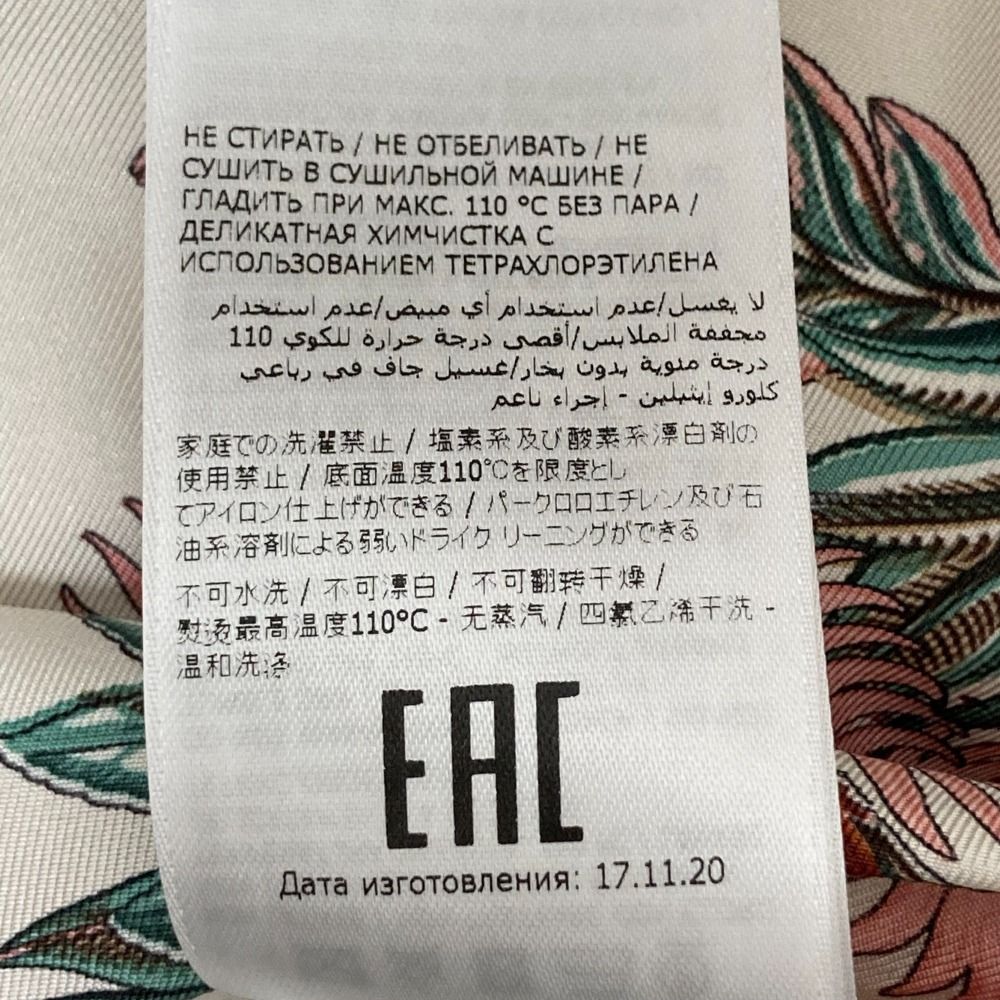 НЕ СТИРАТЬ / НЕ ОТБЕЛИВАТЬ / НЕ
СУШИТЬ В СУШИЛЬНОЙ МАШИНЕ /
ГЛАДИТЬ ПРИ МАКС. 110 °C БЕЗ ПАРА /
ДЕЛИКАТНАЯ ХИМЧИСТКА С
ИСПОЛЬЗОВАНИЕМ ТЕТРАХЛОРЭТИЛЕНА
لا يغسل/عدم استخدام أي مبيض/عدم استخدام
مجففة الملابس/أقصى درجة حرارة للكوي 110
درجة مئوية بدون بخار/غسيل جاف في رباعي
كلورو إيثيلين - إجراء ناعم
家庭での洗濯禁止 / 塩素系及び酸素系漂白剤の
使用禁止 / 底面温度110℃を限度とし
てアイロン仕上げができる / パークロロエチレン及び石
油系溶剤による弱いドライクリーニングができる
不可水洗 / 不可漂白 / 不可翻转干燥 /
熨烫最高温度110°C - 无蒸汽 / 四氯乙烯干洗 -
温和洗涤
EAC
Дата изготовления: 17.11.20